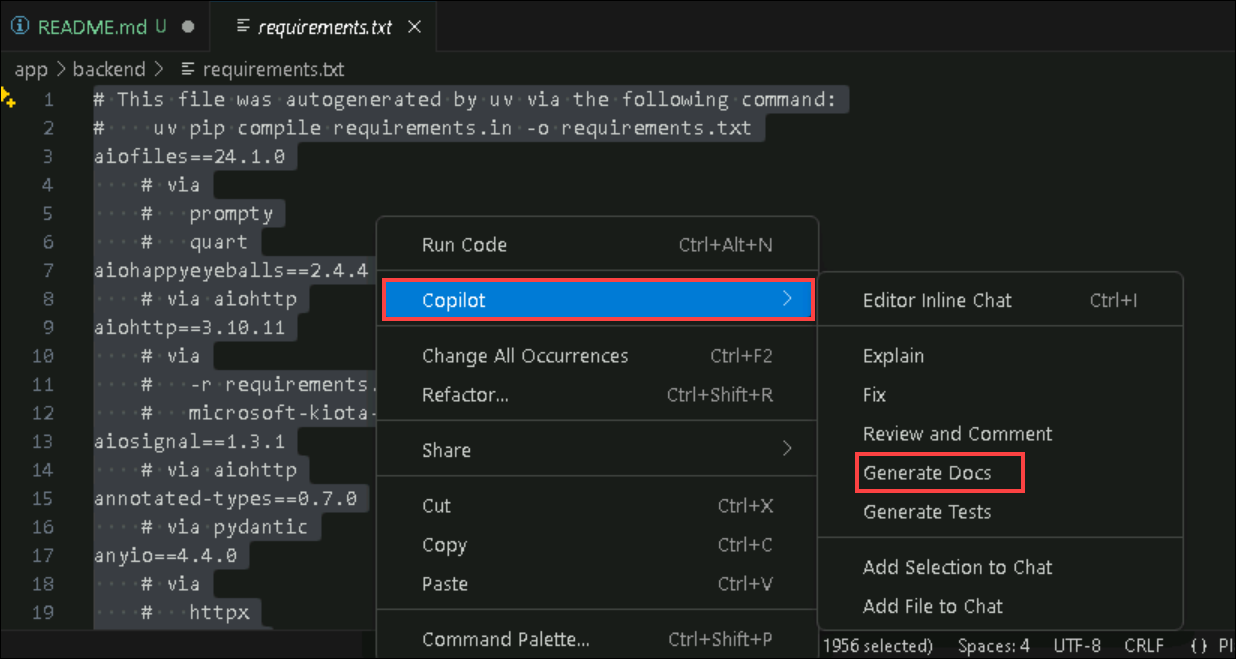 README.md U
requirements.txt
app > backend > requirements.txt
1 # This file was autogenerated by uv via the following command:
2 # uv pip compile requirements.in -o requirements.txt
3 aiofiles==24.1.0
4 # via
5 # prompty
6 # quart
7 aiohappyeyeballs==2.4.4
8 # via aiohttp
9 aiohttp==3.10.11
10 # via
11 # -r requirements.
12 # microsoft-kiota-
13 aiosignal==1.3.1
14 # via aiohttp
15 annotated-types==0.7.0
16 # via pydantic
17 anyio==4.4.0
18 # via
19 # httpx
Run Code Ctrl+Alt+N
Copilot
Change All Occurrences Ctrl+F2
Refactor... Ctrl+Shift+R
Share
Cut Ctrl+X
Copy Ctrl+C
Paste Ctrl+V
Command Palette... Ctrl+Shift+P
Editor Inline Chat Ctrl+I
Explain
Fix
Review and Comment
Generate Docs
Generate Tests
Add Selection to Chat
Add File to Chat
1956 selected) Spaces: 4 UTF-8 CRLF {} PI